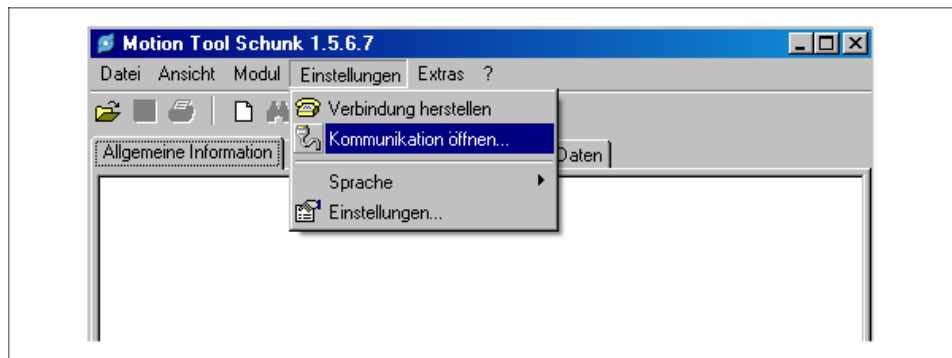 Motion Tool Schunk 1.5.6.7
Datei Ansicht Modul Einstellungen Extras ?
Verbindung herstellen
Kommunikation öffnen...
Allgemeine Information
Daten
Sprache
Einstellungen...